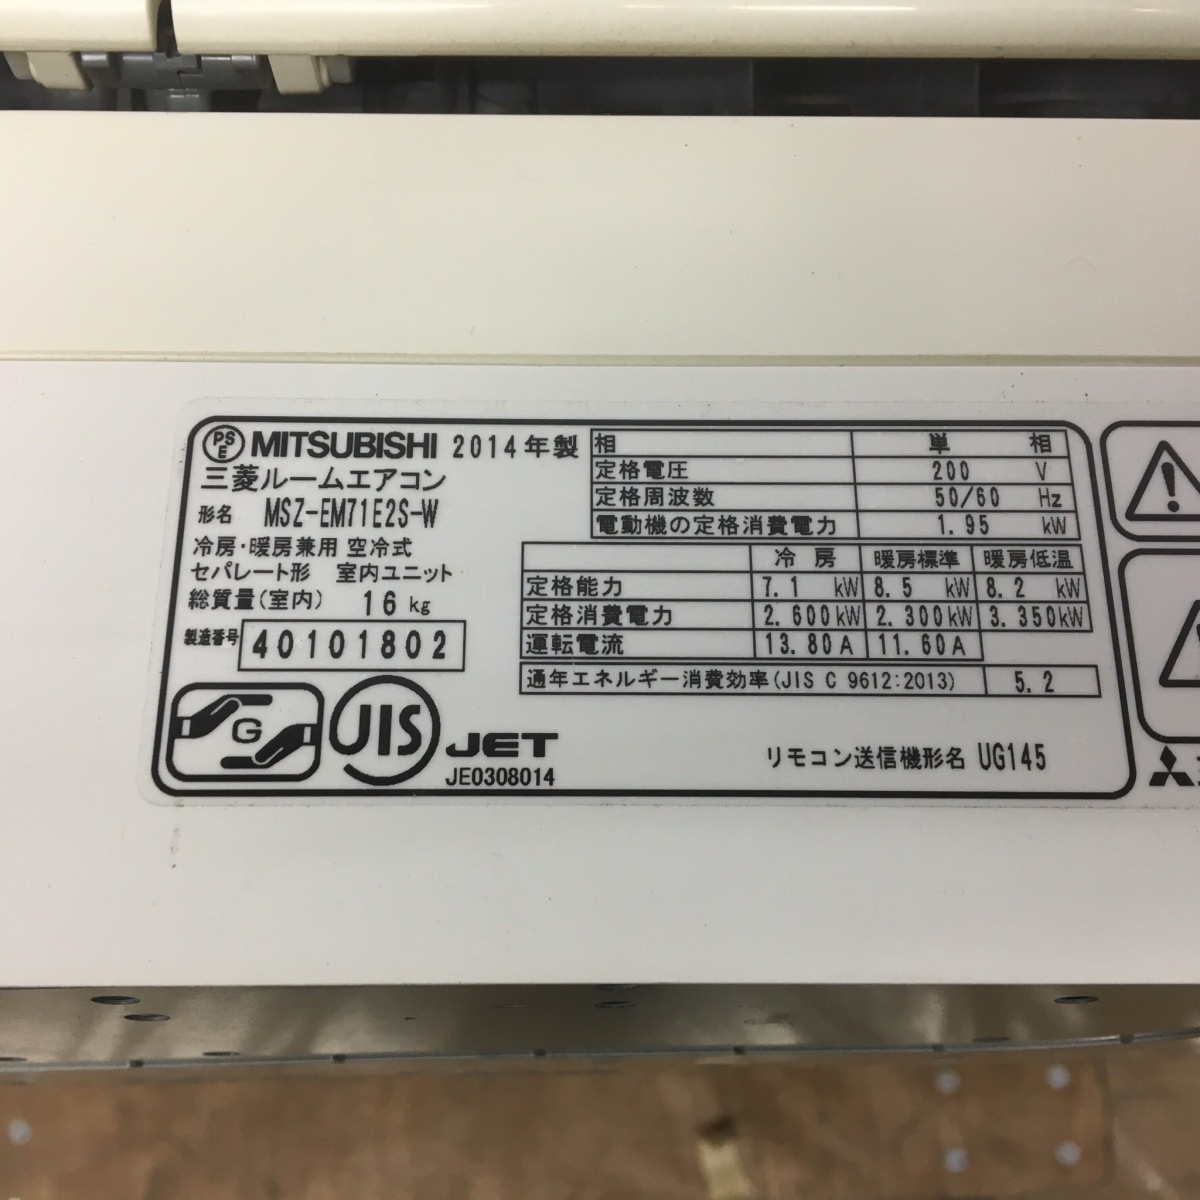 PSE MITSUBISHI 2014年製
三菱ルームエアコン
形名 MSZ-EM71E2S-W
冷房・暖房兼用 空冷式
セパレート形 室内ユニット
総質量(室内) 16 kg
製造番号 40101802
相 単相
定格電圧 200 V
定格周波数 50/60 Hz
電動機の定格消費電力 1.95 kW
冷房 暖房標準 暖房低温
定格能力 7.1 kW 8.5 kW 8.2 kW
定格消費電力 2.600kW 2.300kW 3.350kW
運転電流 13.80A 11.60A
通年エネルギー消費効率(JIS C 9612:2013) 5.2
G JIS JET
JE0308014
リモコン送信機形名 UG145